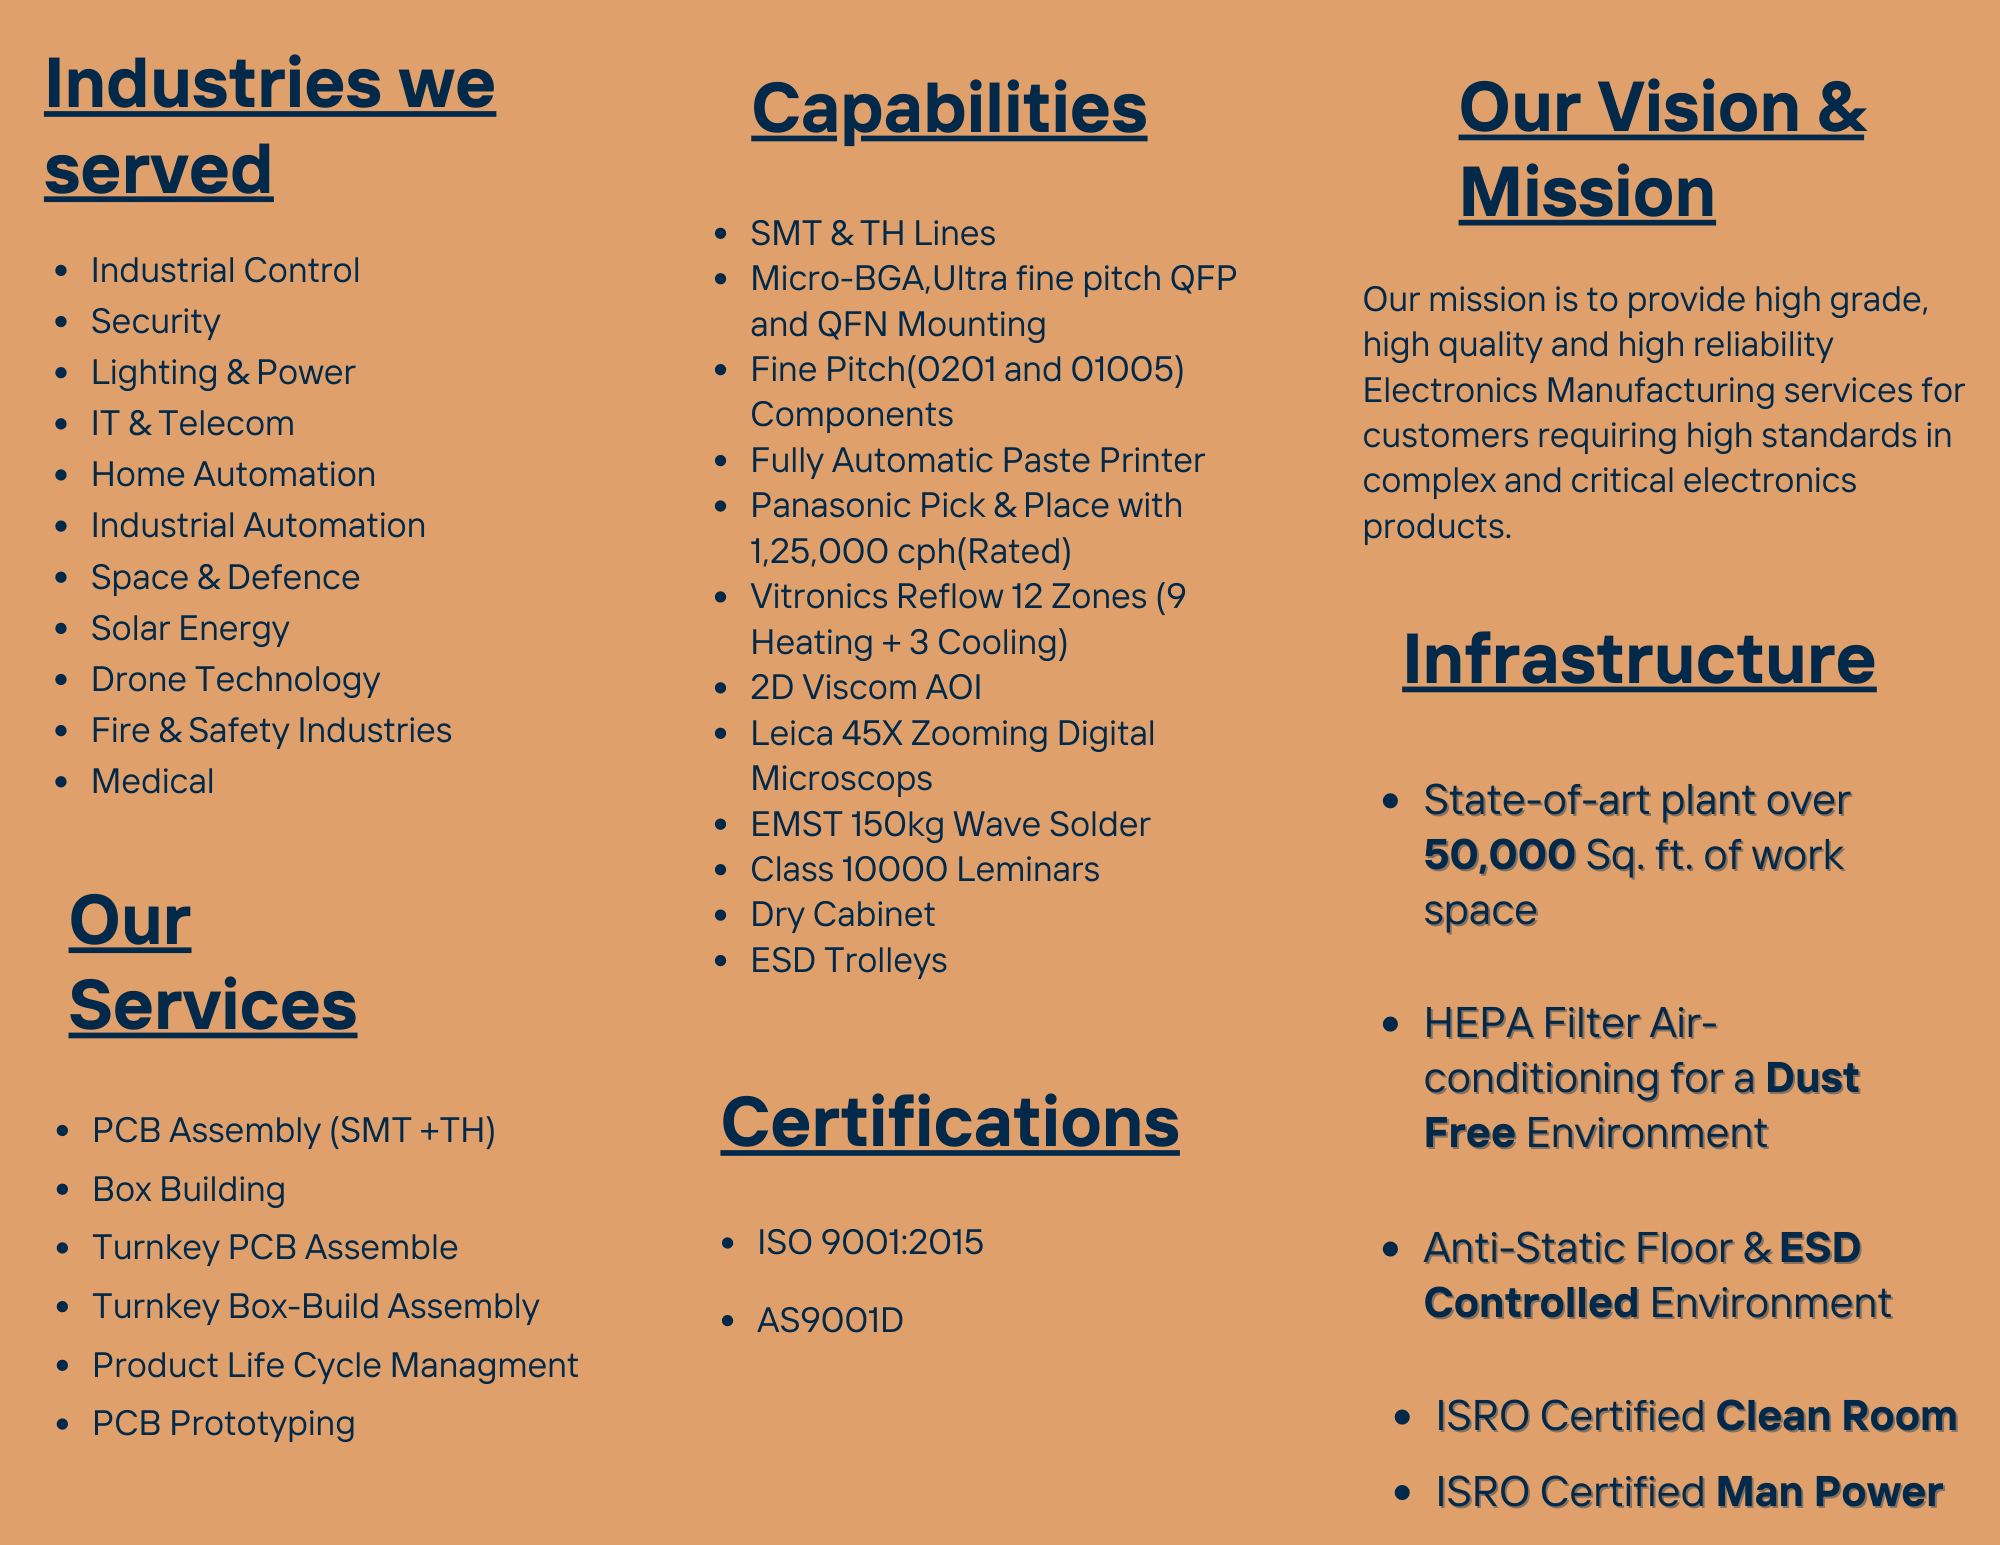 Industries we
served
• Industrial Control
• Security
• Lighting & Power
• IT & Telecom
• Home Automation
• Industrial Automation
• Space & Defence
• Solar Energy
• Drone Technology
• Fire & Safety Industries
• Medical
Our
Services
• PCB Assembly (SMT +TH)
• Box Building
• Turnkey PCB Assemble
• Turnkey Box-Build Assembly
• Product Life Cycle Managment
• PCB Prototyping
Capabilities
• SMT & TH Lines
• Micro-BGA,Ultra fine pitch QFP
and QFN Mounting
• Fine Pitch(0201 and 01005)
Components
• Fully Automatic Paste Printer
• Panasonic Pick & Place with
1,25,000 cph(Rated)
• Vitronics Reflow 12 Zones (9
Heating + 3 Cooling)
• 2D Viscom AOI
• Leica 45X Zooming Digital
Microscops
• EMST 150kg Wave Solder
• Class 10000 Leminars
• Dry Cabinet
• ESD Trolleys
Certifications
• ISO 9001:2015
• AS9001D
Our Vision &
Mission
Our mission is to provide high grade,
high quality and high reliability
Electronics Manufacturing services for
customers requiring high standards in
complex and critical electronics
products.
Infrastructure
• State-of-art plant over
50,000 Sq. ft. of work
space
• HEPA Filter Air-
conditioning for a Dust
Free Environment
• Anti-Static Floor & ESD
Controlled Environment
• ISRO Certified Clean Room
• ISRO Certified Man Power